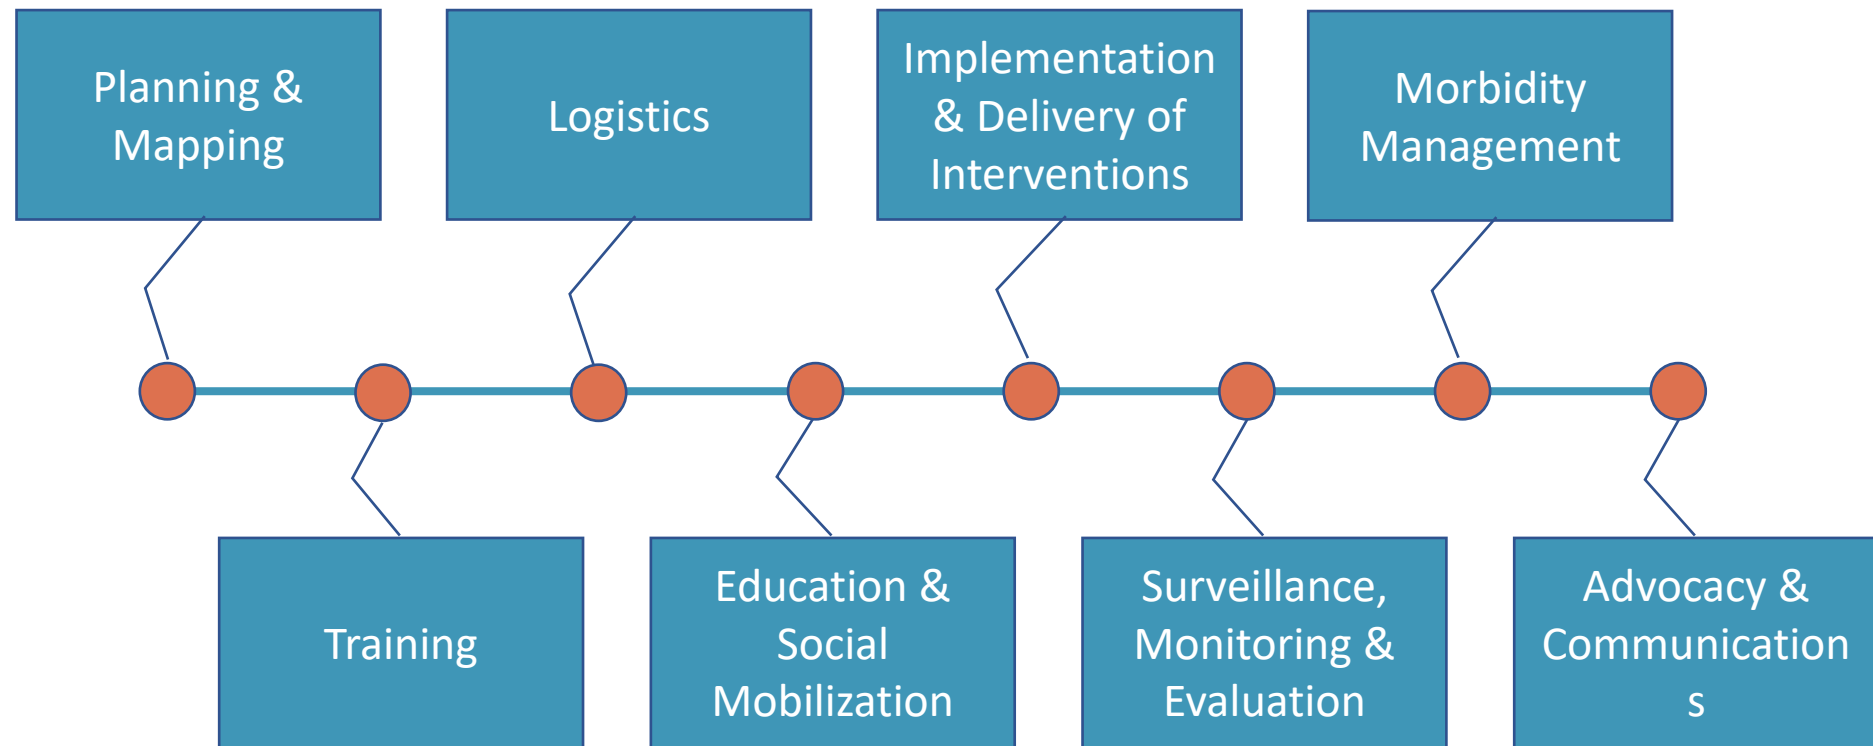 Planning &
Mapping
Logistics
Implementation
& Delivery of
Interventions
Morbidity
Management
Training
Education &
Social
Mobilization
Surveillance,
Monitoring &
Evaluation
Advocacy &
Communication
s